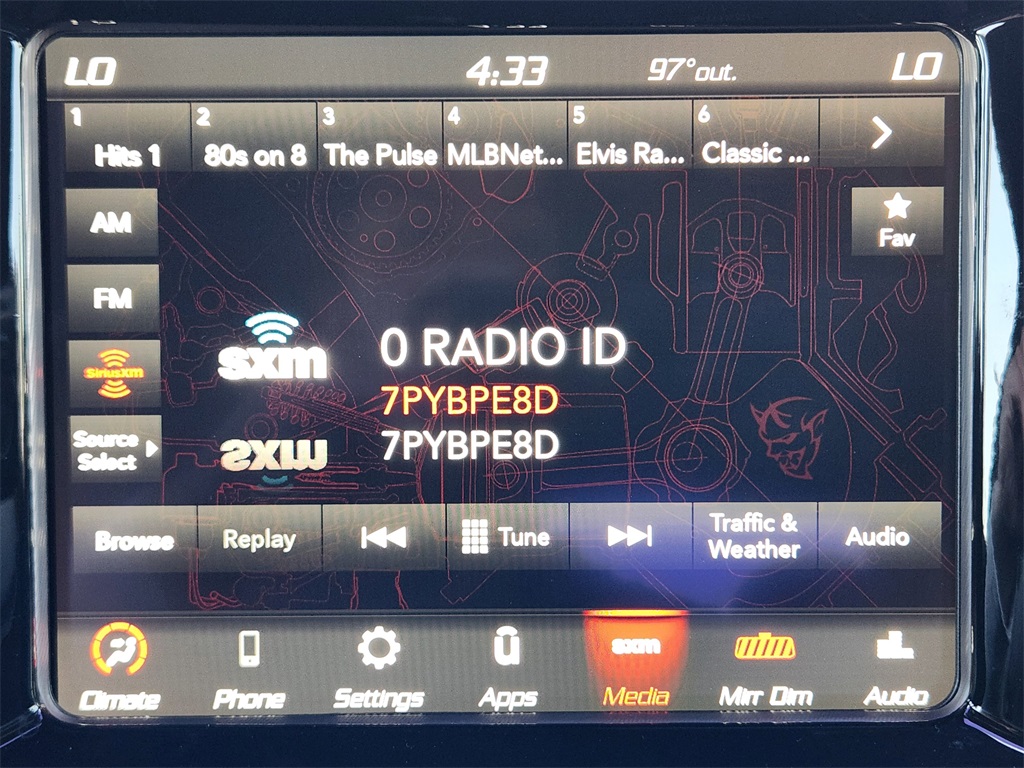 LO 4:33 97°out. LO
1 2 3 4 5 6
Hits 1 80s on 8 The Pulse MLBNet... Elvis Ra... Classic ...
AM
Fav
FM
sxm
0 RADIO ID
SiriusXM
7PYBPE8D
Source
Select
sxm
7PYBPE8D
Browse Replay Tune Traffic &
Weather Audio
sxm
Climate Phone Settings Apps Media Mirr Dim Audio